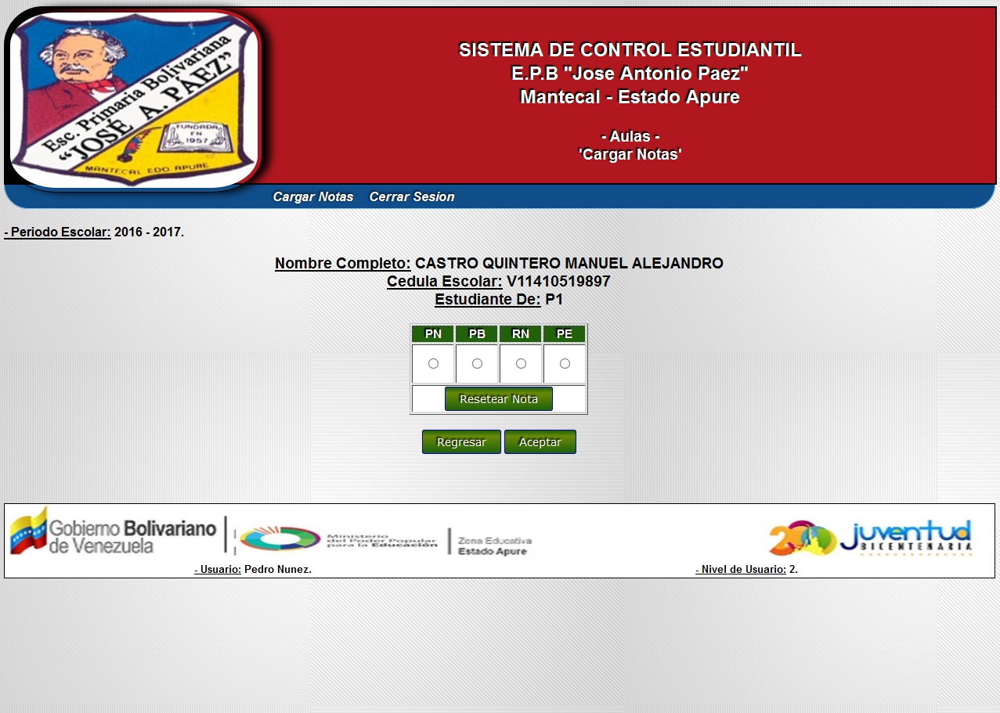 Esc. Primaria Bolivariana
"JOSÉ A. PÁEZ"
FUNDADA
EN
1957
MANTECAL EDO. APURE
SISTEMA DE CONTROL ESTUDIANTIL
E.P.B "Jose Antonio Paez"
Mantecal - Estado Apure
- Aulas -
'Cargar Notas'
Cargar Notas Cerrar Sesion
- Periodo Escolar: 2016 - 2017.
Nombre Completo: CASTRO QUINTERO MANUEL ALEJANDRO
Cedula Escolar: V11410519897
Estudiante De: P1
PN PB RN PE
Resetear Nota
Regresar Aceptar
Gobierno Bolivariano
de Venezuela
Ministerio
del Poder Popular
para la Educación
Zona Educativa
Estado Apure
200 juventud
BICENTENARIA
- Usuario: Pedro Nunez. - Nivel de Usuario: 2.